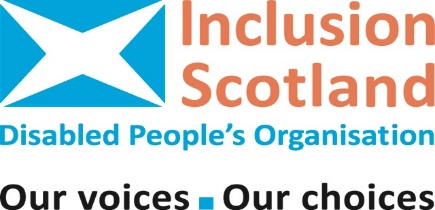 Inclusion
Scotland
Disabled People's Organisation
Our voices ■ Our choices